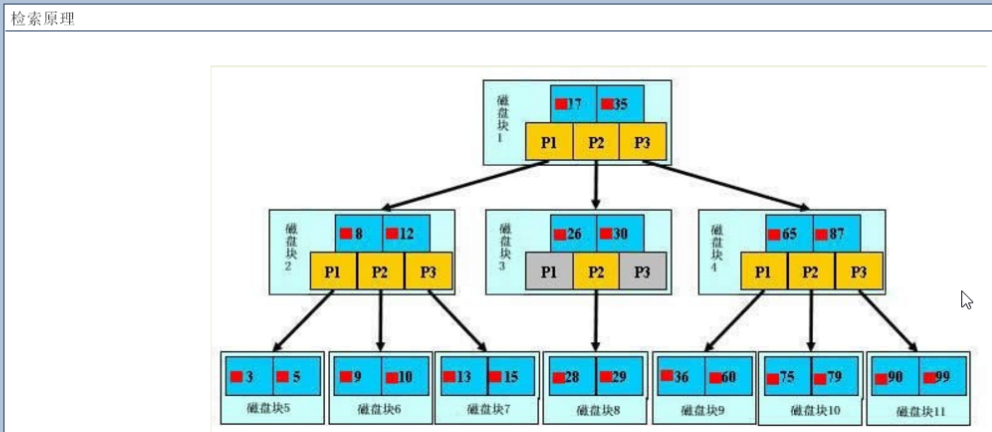 检索原理
磁盘块1
17 35
P1 P2 P3
磁盘块2
8 12
P1 P2 P3
磁盘块3
26 30
P1 P2 P3
磁盘块4
65 87
P1 P2 P3
3 5
磁盘块5
9 10
磁盘块6
13 15
磁盘块7
28 29
磁盘块8
36 60
磁盘块9
75 79
磁盘块10
90 99
磁盘块11